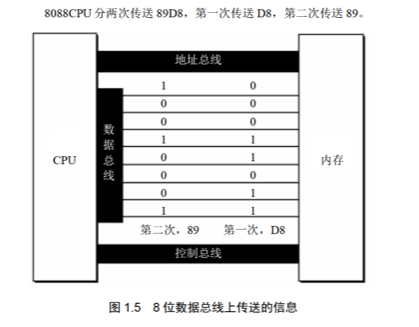 8088CPU 分两次传送 89D8，第一次传送 D8，第二次传送 89。
地址总线
CPU
数据总线
内存
1 0
0 0
0 0
1 1
0 1
0 0
0 1
1 1
第二次，89 第一次，D8
控制总线
图 1.5 8 位数据总线上传送的信息